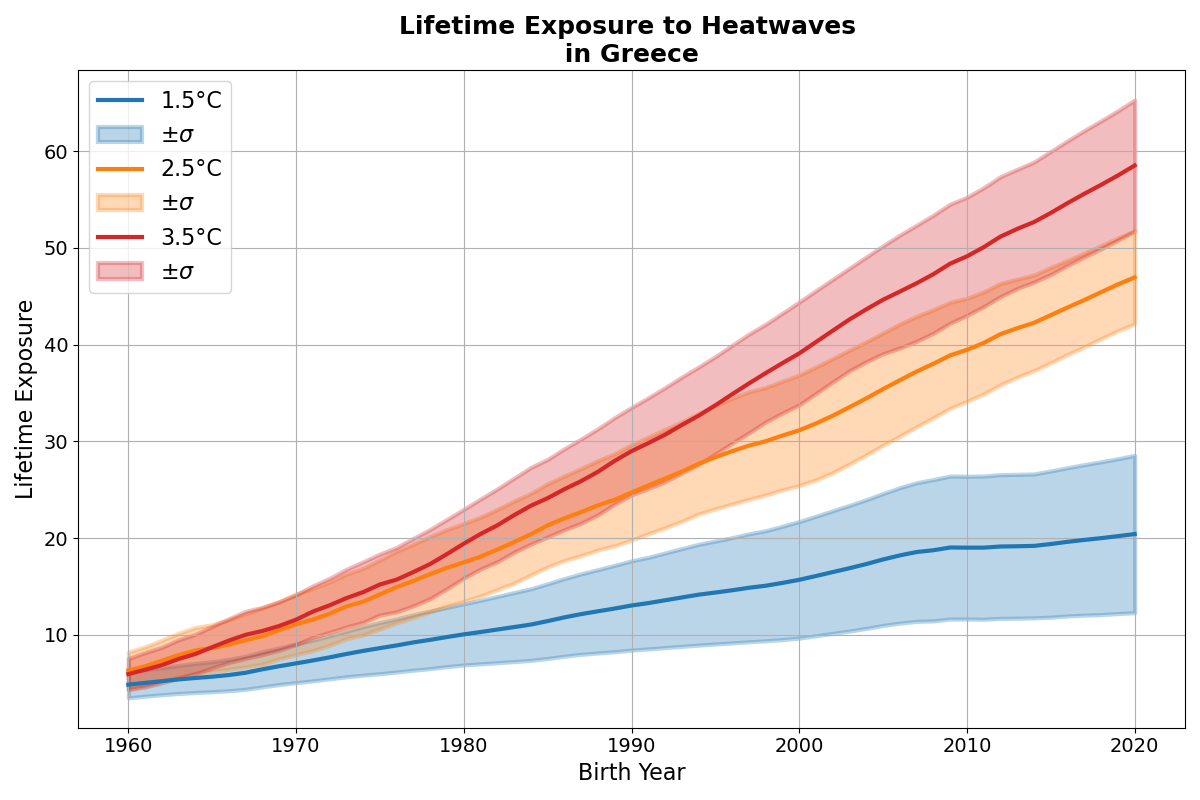 Lifetime Exposure to Heatwaves
in Greece
1.5°C
±σ
2.5°C
±σ
3.5°C
±σ
60
50
40
30
20
10
Lifetime Exposure
1960 1970 1980 1990 2000 2010 2020
Birth Year